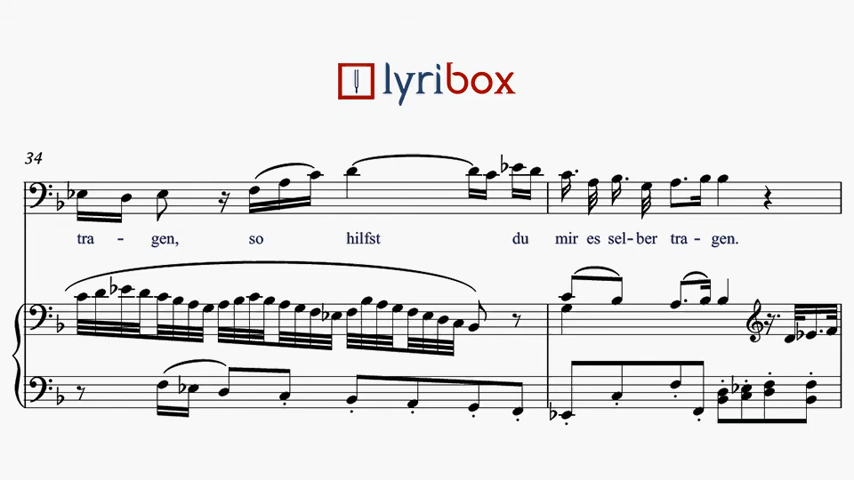 lyribox
34
tra - gen, so hilfst du mir es sel-ber tra - gen.